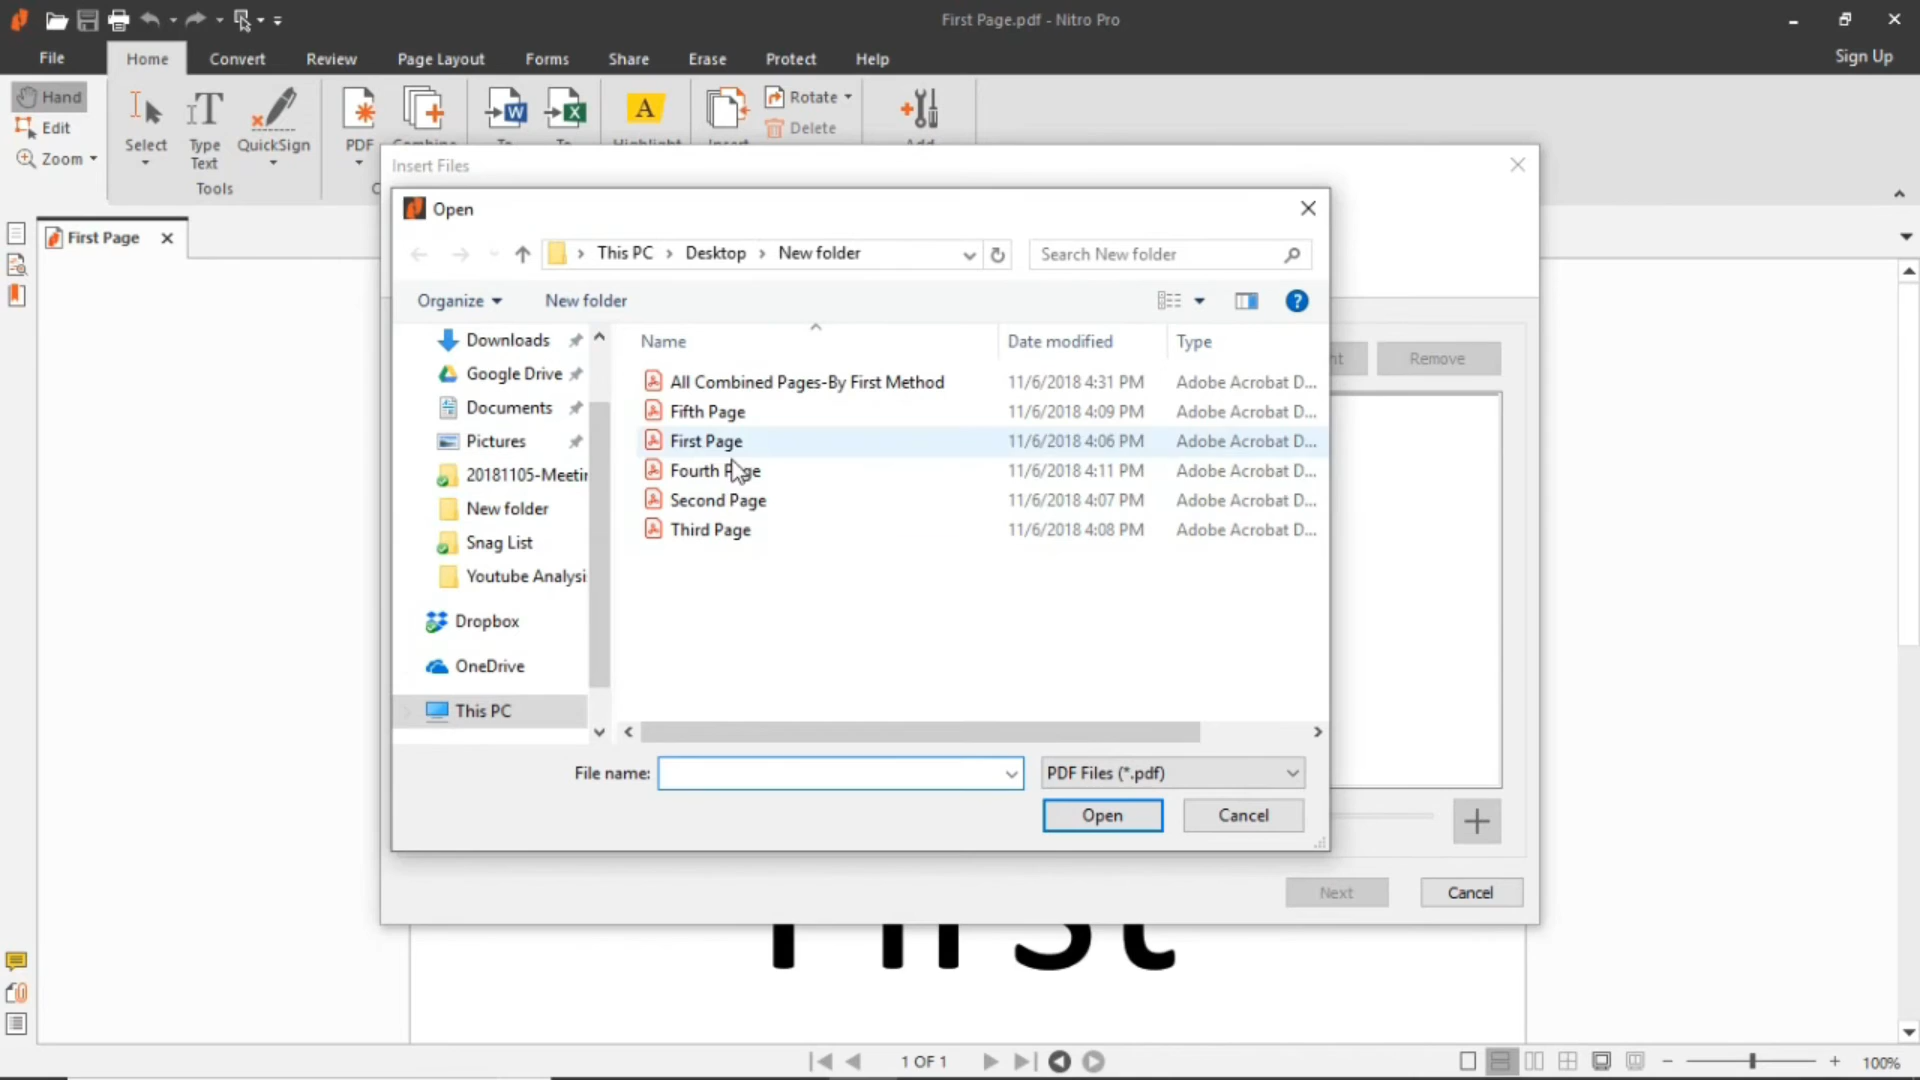 First Page.pdf - Nitro Pro
File Home Convert Review Page Layout Forms Share Erase Protect Help Sign Up
Hand
Edit
Zoom
Select
Type
Text
QuickSign
PDF
Rotate
Delete
Tools
Insert Files
First Page
Open
This PC Desktop New folder
Search New folder
Organize New folder
Name Date modified Type
Remove
Downloads
Google Drive
Documents
Pictures
20181105-Meetin
New folder
Snag List
Youtube Analysi
Dropbox
OneDrive
This PC
All Combined Pages-By First Method 11/6/2018 4:31 PM Adobe Acrobat D...
Fifth Page 11/6/2018 4:09 PM Adobe Acrobat D...
First Page 11/6/2018 4:06 PM Adobe Acrobat D...
Fourth Page 11/6/2018 4:11 PM Adobe Acrobat D...
Second Page 11/6/2018 4:07 PM Adobe Acrobat D...
Third Page 11/6/2018 4:08 PM Adobe Acrobat D...
File name: PDF Files (*.pdf)
Open Cancel
Next Cancel
First
1 OF 1
100%